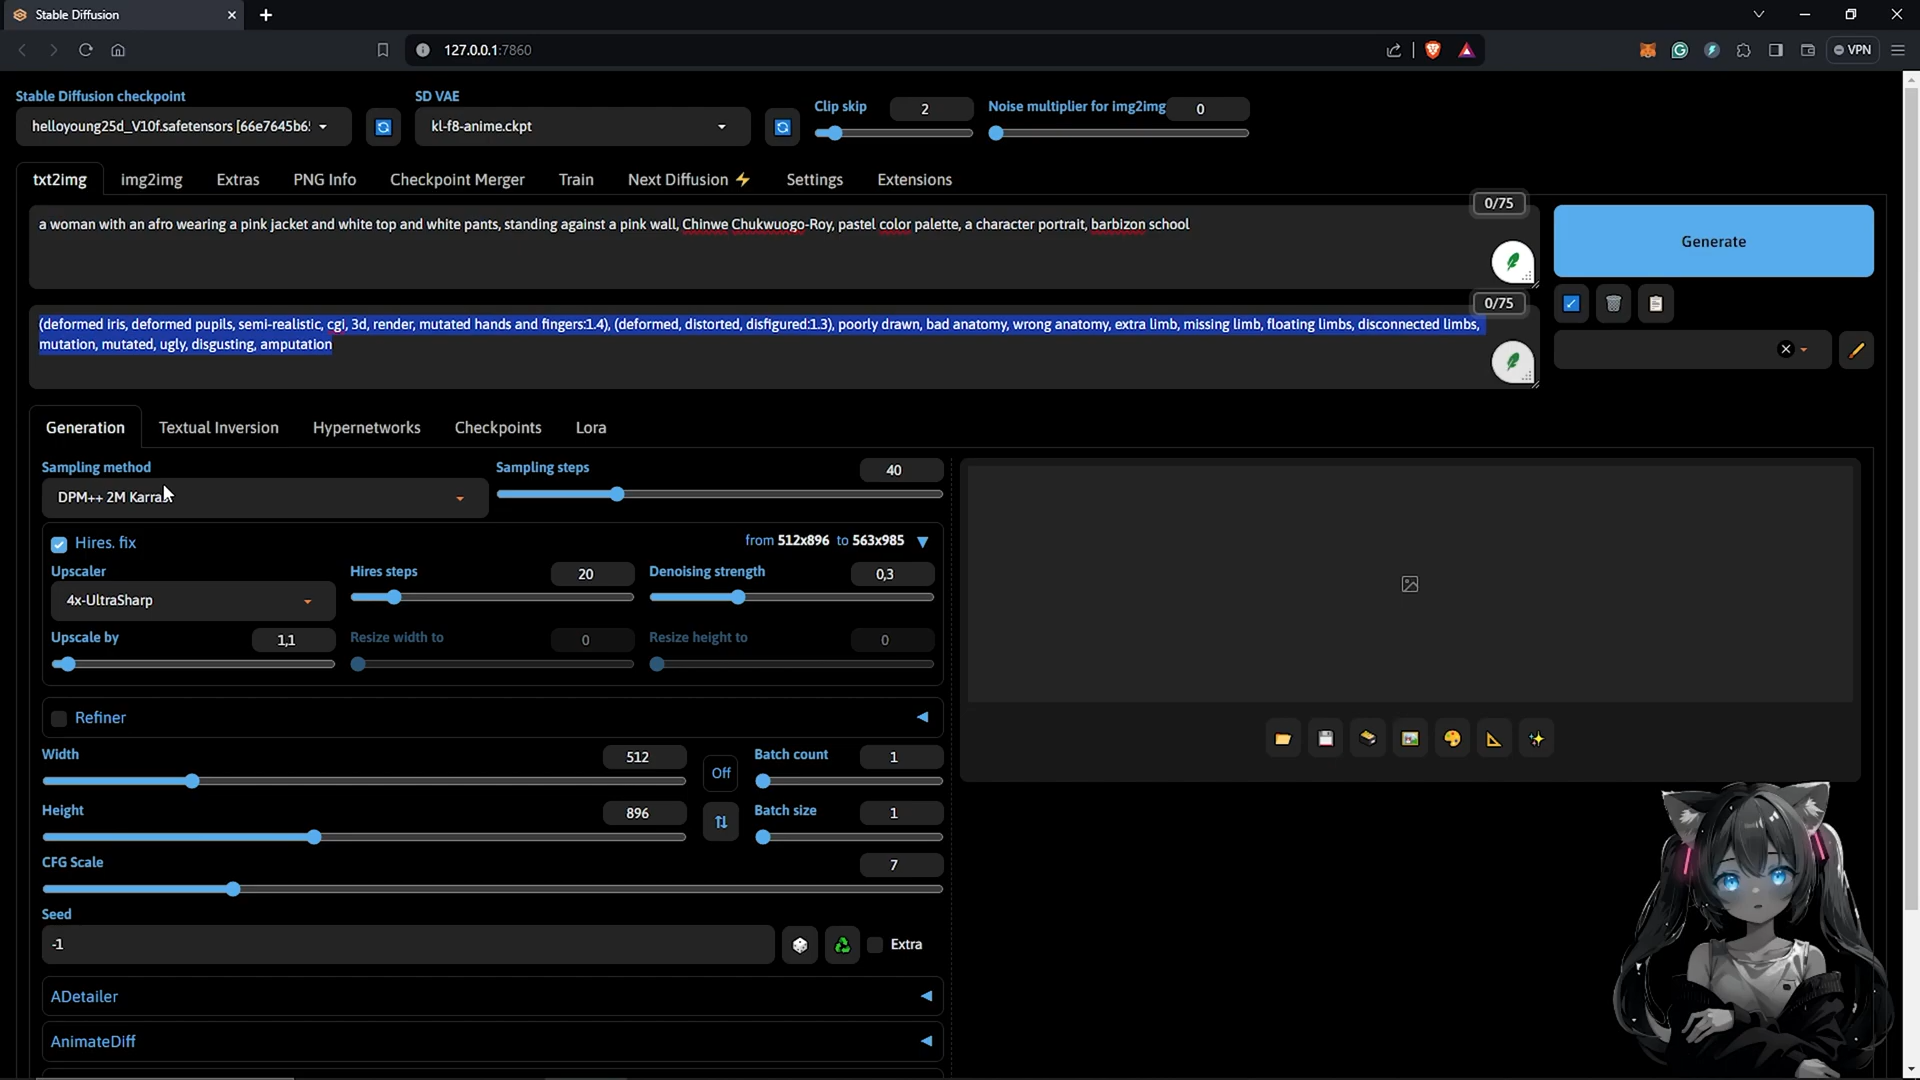 Stable Diffusion
127.0.0.1:7860
VPN
Stable Diffusion checkpoint
SD VAE
Clip skip
2
Noise multiplier for img2img
0
helloyoung25d_V10f.safetensors [66e7645b6!
kl-f8-anime.ckpt
txt2img
img2img
Extras
PNG Info
Checkpoint Merger
Train
Next Diffusion ⚡
Settings
Extensions
0/75
a woman with an afro wearing a pink jacket and white top and white pants, standing against a pink wall, Chinwe Chukwuogo-Roy, pastel color palette, a character portrait, barbizon school
Generate
0/75
(deformed iris, deformed pupils, semi-realistic, cgi, 3d, render, mutated hands and fingers:1.4), (deformed, distorted, disfigured:1.3), poorly drawn, bad anatomy, wrong anatomy, extra limb, missing limb, floating limbs, disconnected limbs,
mutation, mutated, ugly, disgusting, amputation
Generation
Textual Inversion
Hypernetworks
Checkpoints
Lora
Sampling method
DPM++ 2M Karras
Sampling steps
40
Hires. fix
from 512x896 to 563x985
Upscaler
4x-UltraSharp
Hires steps
20
Denoising strength
0,3
Upscale by
1,1
Resize width to
0
Resize height to
0
Refiner
Width
512
Off
Batch count
1
Height
896
Batch size
1
CFG Scale
7
Seed
-1
Extra
ADetailer
AnimateDiff